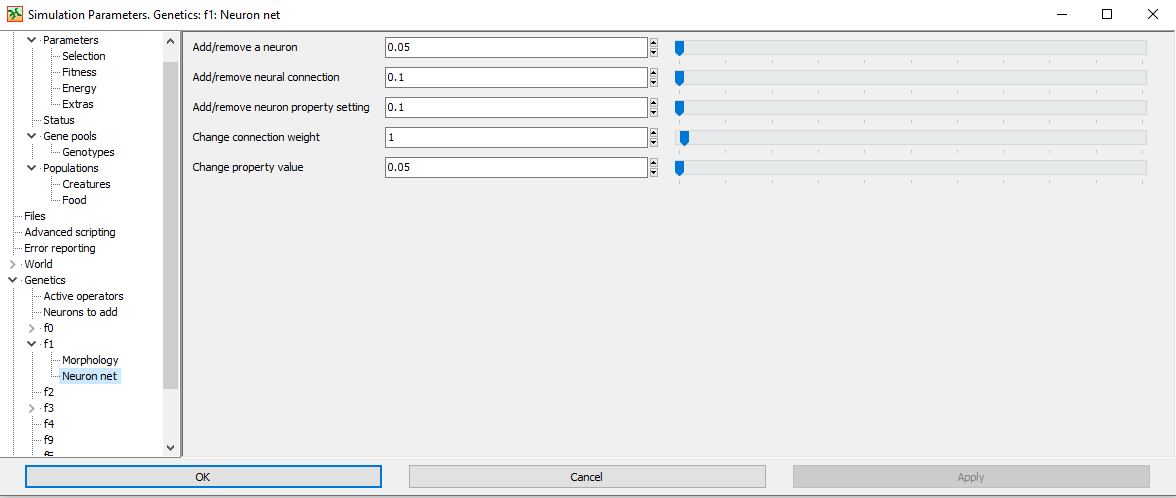 Simulation Parameters. Genetics: f1: Neuron net
Parameters
Selection
Fitness
Energy
Extras
Status
Gene pools
Genotypes
Populations
Creatures
Food
Files
Advanced scripting
Error reporting
World
Genetics
Active operators
Neurons to add
f0
f1
Morphology
Neuron net
f2
f3
f4
f9
Add/remove a neuron 0.05
Add/remove neural connection 0.1
Add/remove neuron property setting 0.1
Change connection weight 1
Change property value 0.05
OK Cancel Apply